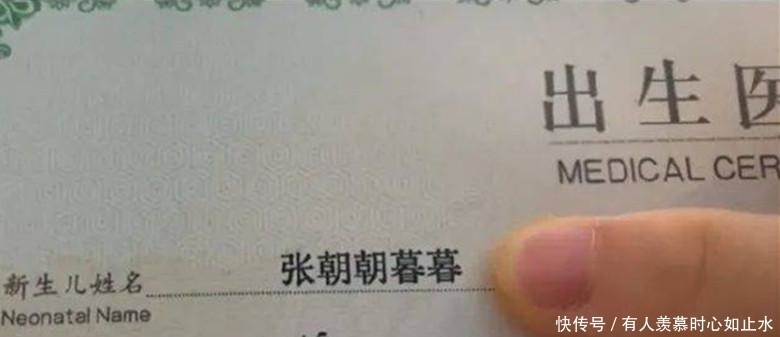 出生医
MEDICAL CER
新生儿姓名 张朝朝暮暮
Neonatal Name
快传号 / 有人羡慕时心如止水